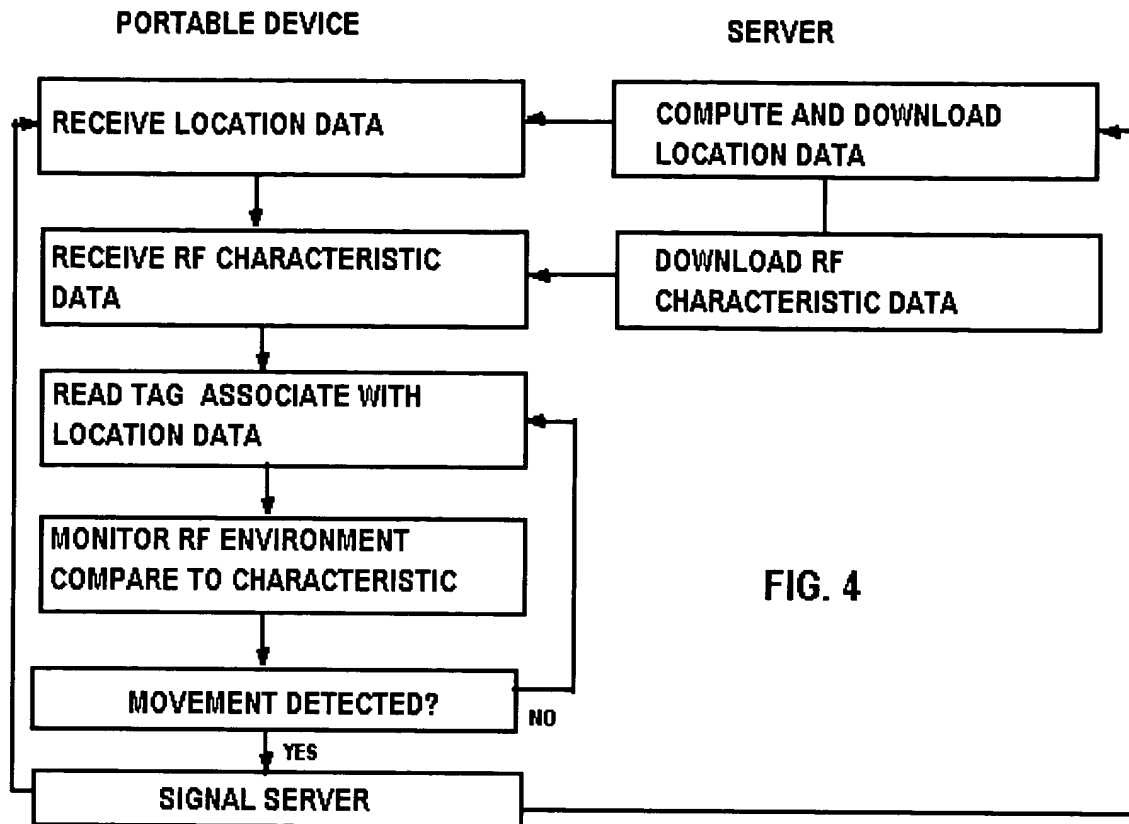 PORTABLE DEVICE
SERVER
RECEIVE LOCATION DATA
COMPUTE AND DOWNLOAD
LOCATION DATA
RECEIVE RF CHARACTERISTIC
DATA
DOWNLOAD RF
CHARACTERISTIC DATA
READ TAG ASSOCIATE WITH
LOCATION DATA
MONITOR RF ENVIRONMENT
COMPARE TO CHARACTERISTIC
FIG. 4
MOVEMENT DETECTED?
NO
YES
SIGNAL SERVER